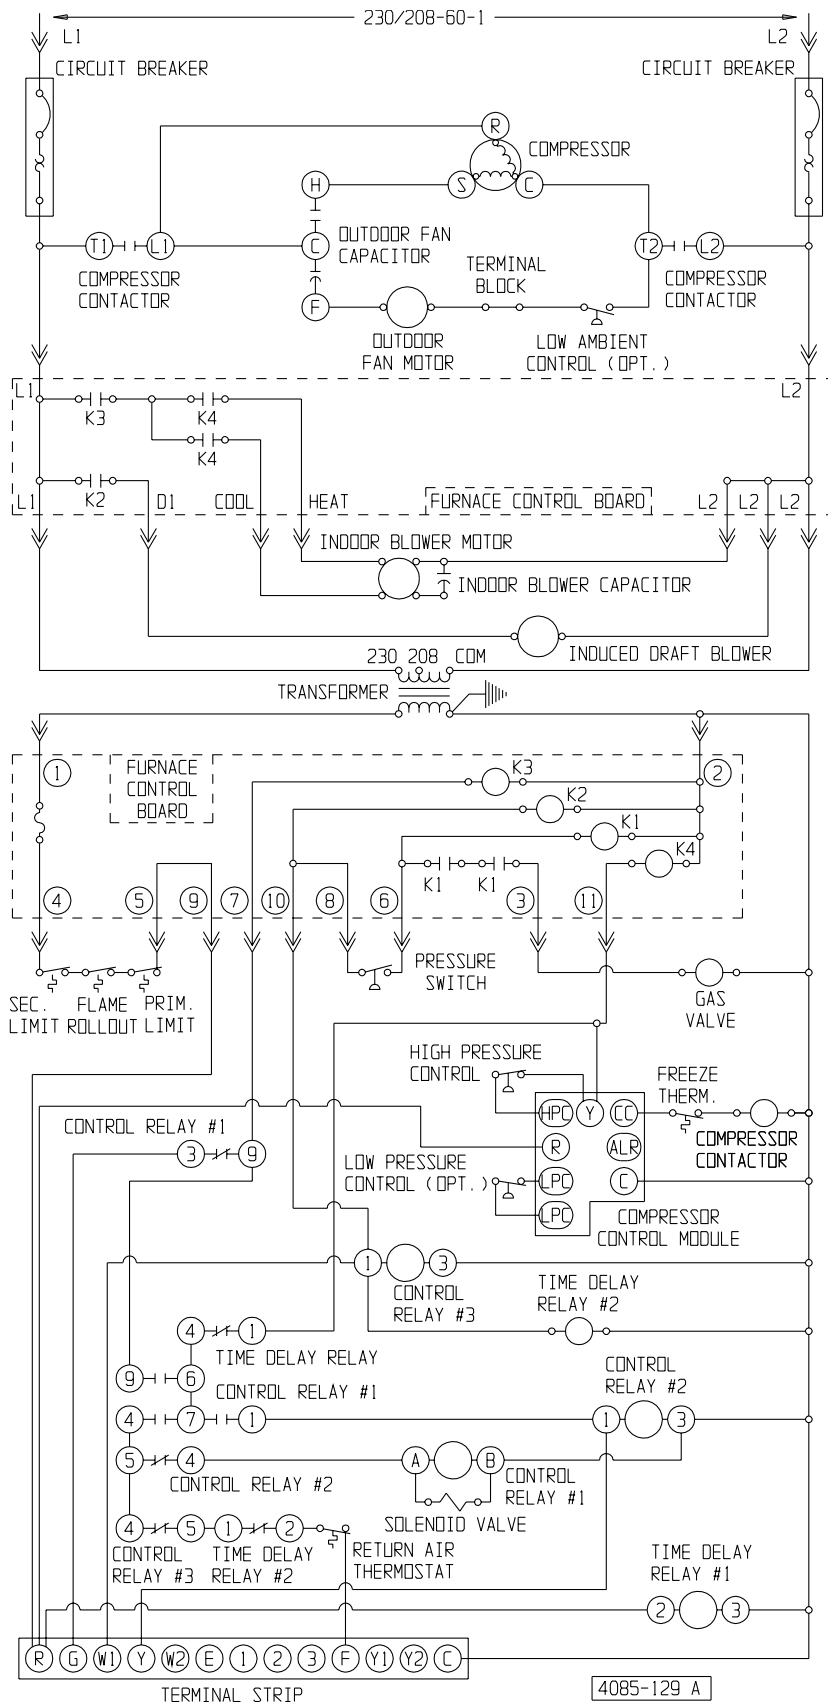 230/208-60-1
L1
L2
CIRCUIT BREAKER
CIRCUIT BREAKER
R
COMPRESSOR
H
S
C
T1
L1
C
OUTDOOR FAN
CAPACITOR
T2
L2
COMPRESSOR
CONTACTOR
TERMINAL
BLOCK
COMPRESSOR
CONTACTOR
F
OUTDOOR
FAN MOTOR
LOW AMBIENT
CONTROL (OPT.)
L1
L2
K3
K4
K4
L1
K2
D1
COOL
HEAT
FURNACE CONTROL BOARD
L2
L2
L2
INDOOR BLOWER MOTOR
INDOOR BLOWER CAPACITOR
INDUCED DRAFT BLOWER
230 208 COM
TRANSFORMER
1
FURNACE
CONTROL
BOARD
K3
2
K2
K1
K4
K1
K1
4
5
9
7
10
8
6
3
11
PRESSURE
SWITCH
SEC.
LIMIT
FLAME
ROLLOUT
PRIM.
LIMIT
GAS
VALVE
HIGH PRESSURE
CONTROL
FREEZE
THERM.
HPC
Y
CC
CONTROL RELAY #1
3
9
R
ALR
COMPRESSOR
CONTACTOR
LOW PRESSURE
CONTROL (OPT.)
LPC
C
LPC
COMPRESSOR
CONTROL MODULE
1
3
CONTROL
RELAY #3
TIME DELAY
RELAY #2
4
1
TIME DELAY RELAY
9
6
CONTROL RELAY #1
CONTROL
RELAY #2
4
7
1
1
3
5
4
CONTROL RELAY #2
A
B
CONTROL
RELAY #1
SOLENOID VALVE
4
5
1
2
CONTROL
RELAY #3
TIME DELAY
RELAY #2
RETURN AIR
THERMOSTAT
TIME DELAY
RELAY #1
2
3
R
G
W1
Y
W2
E
1
2
3
F
Y1
Y2
C
TERMINAL STRIP
4085-129 A